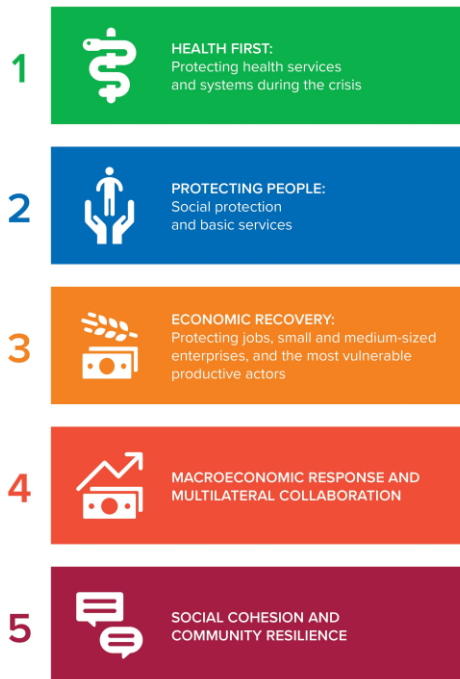 1
HEALTH FIRST:
Protecting health services
and systems during the crisis
2
PROTECTING PEOPLE:
Social protection
and basic services
3
ECONOMIC RECOVERY:
Protecting jobs, small and medium-sized
enterprises, and the most vulnerable
productive actors
4
MACROECONOMIC RESPONSE AND
MULTILATERAL COLLABORATION
5
SOCIAL COHESION AND
COMMUNITY RESILIENCE